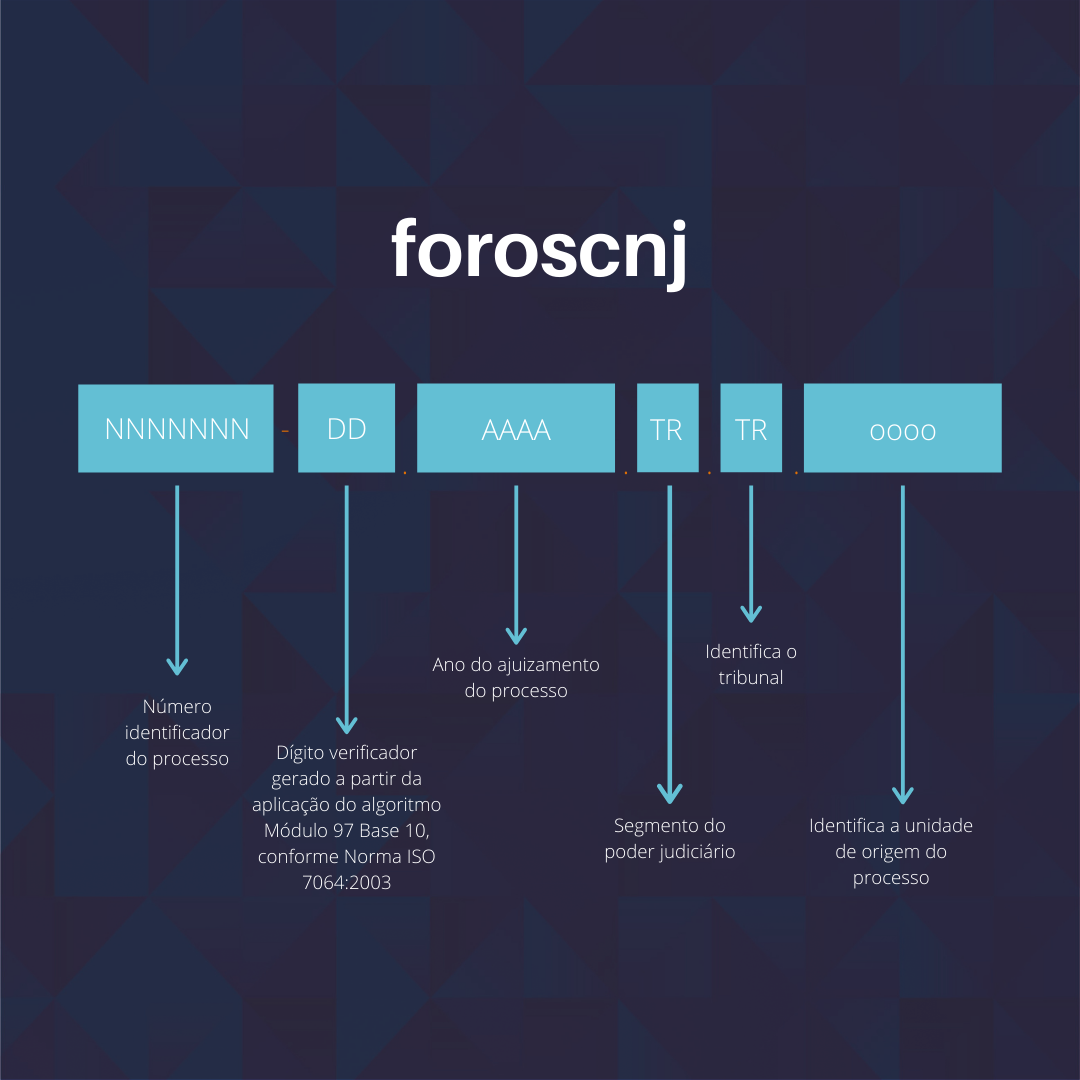 foroscnj
NNNNNNN - DD . AAAA . TR . TR . oooo
Número
identificador
do processo
Dígito verificador
gerado a partir da
aplicação do algoritmo
Módulo 97 Base 10,
conforme Norma ISO
7064:2003
Ano do ajuizamento
do processo
Segmento do
poder judiciário
Identifica o
tribunal
Identifica a unidade
de origem do
processo